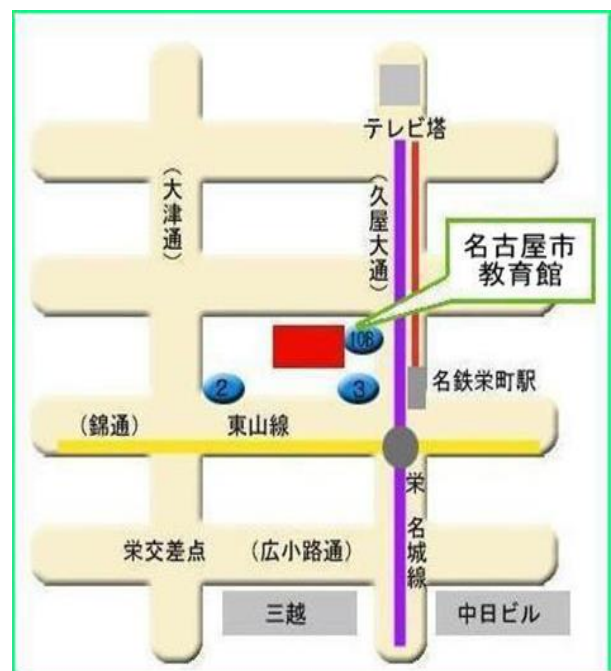 テレビ塔
(大津通)
(久屋大通)
名古屋市
教育館
10B
2
3
名鉄栄町駅
(錦通)
東山線
栄 名城線
栄交差点
(広小路通)
三越
中日ビル